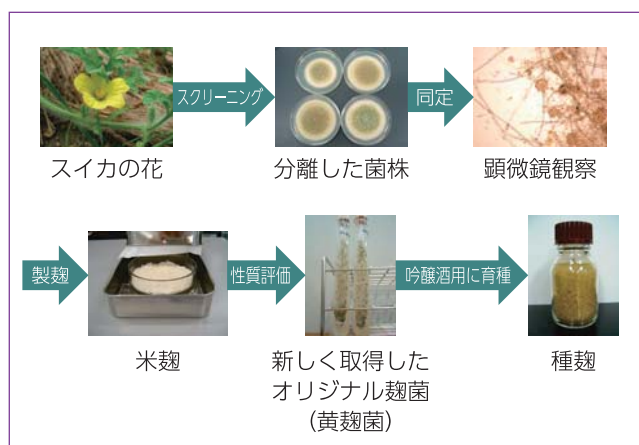 スクリーニング
同定
スイカの花
分離した菌株
顕微鏡観察
製麹
性質評価
吟醸酒用に育種
米麹
新しく取得した
オリジナル麹菌
（黄麹菌）
種麹